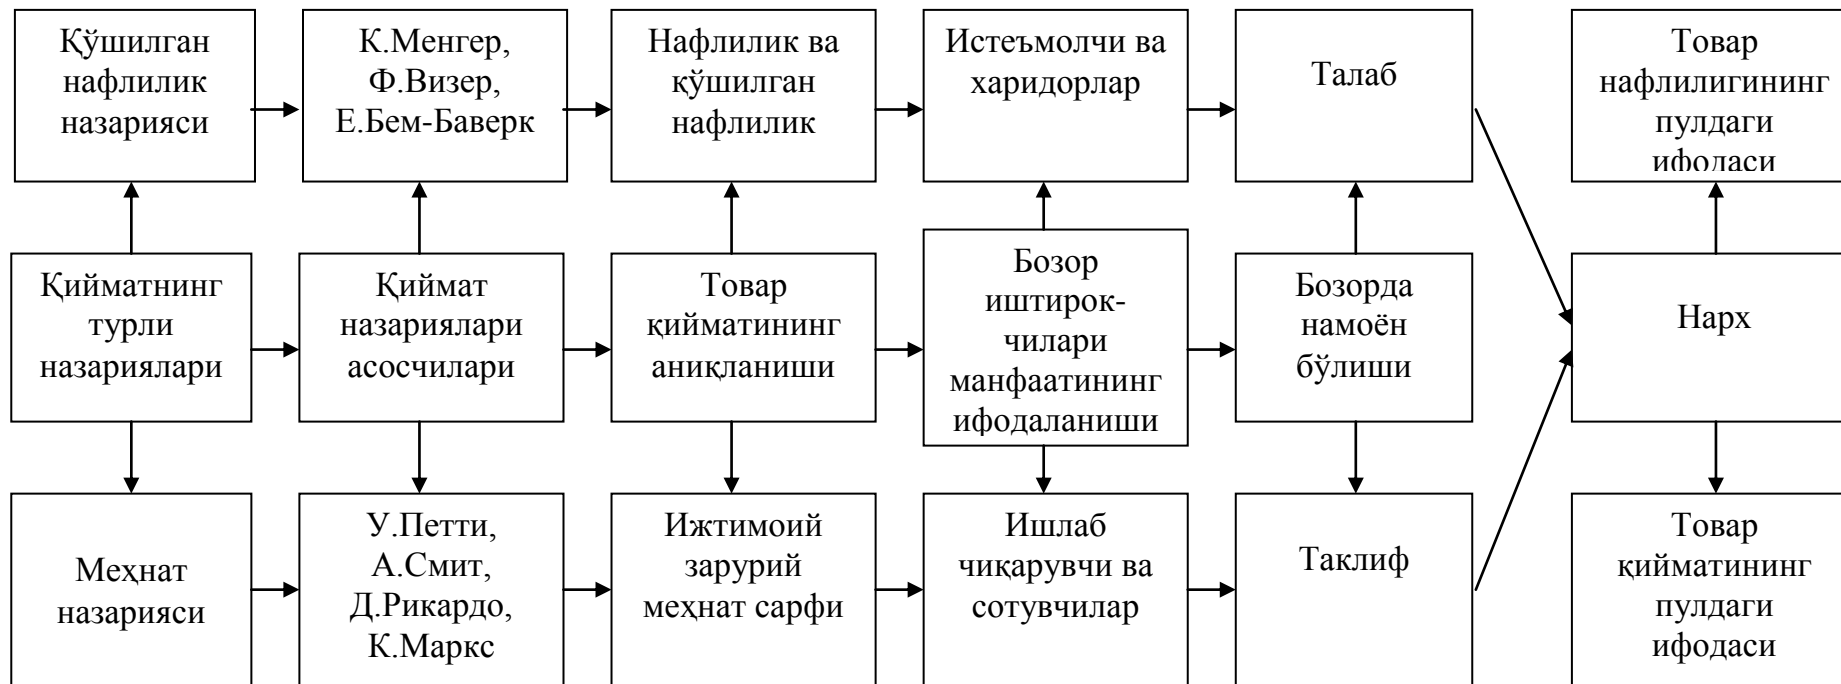 Қўшилган
нафлилик
назарияси
К.Менгер,
Ф.Визер,
Е.Бем-Баверк
Нафлилик ва
қўшилган
нафлилик
Истеъмолчи ва
харидорлар
Талаб
Товар
нафлилигининг
пулдаги
ифодаси
Қийматнинг
турли
назариялари
Қиймат
назариялари
асосчилари
Товар
қийматининг
аниқланиши
Бозор
иштирок-
чилари
манфаатининг
ифодаланиши
Бозорда
намоён
бўлиши
Нарх
Меҳнат
назарияси
У.Петти,
А.Смит,
Д.Рикардо,
К.Маркс
Ижтимоий
зарурий
меҳнат сарфи
Ишлаб
чиқарувчи ва
сотувчилар
Таклиф
Товар
қийматининг
пулдаги
ифодаси